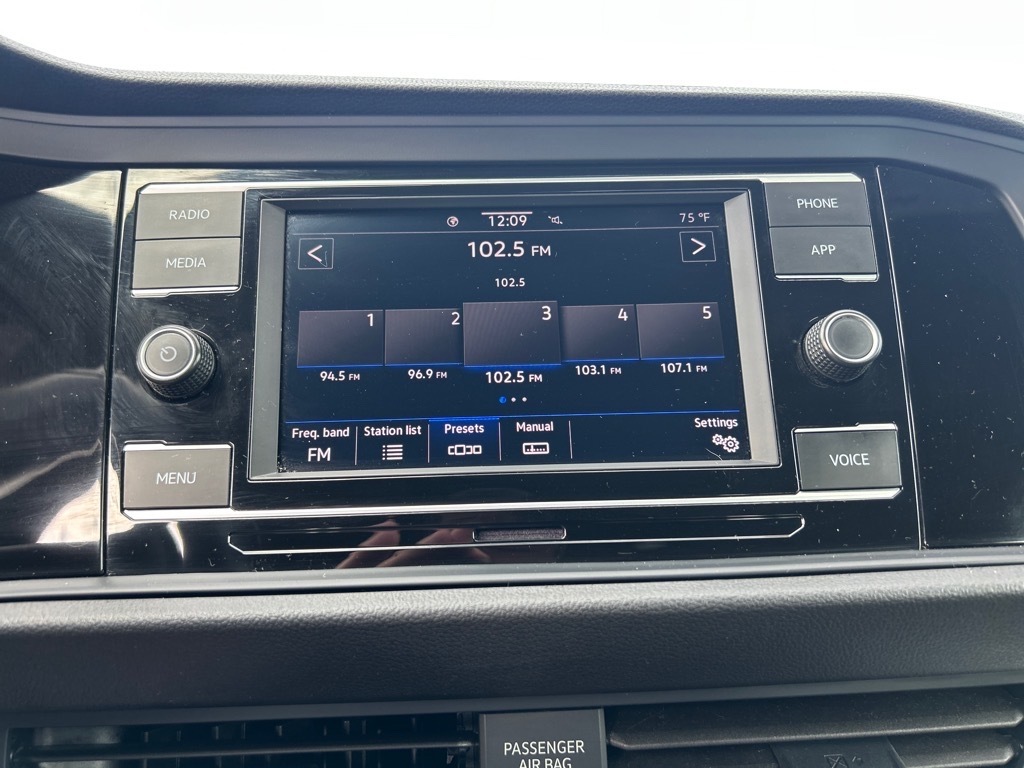 RADIO
MEDIA
MENU
12:09
75 °F
102.5 FM
<
>
102.5
1
2
3
4
5
94.5 FM
96.9 FM
102.5 FM
103.1 FM
107.1 FM
Freq. band
FM
Station list
Presets
Manual
Settings
PHONE
APP
VOICE
PASSENGER
AIR BAG